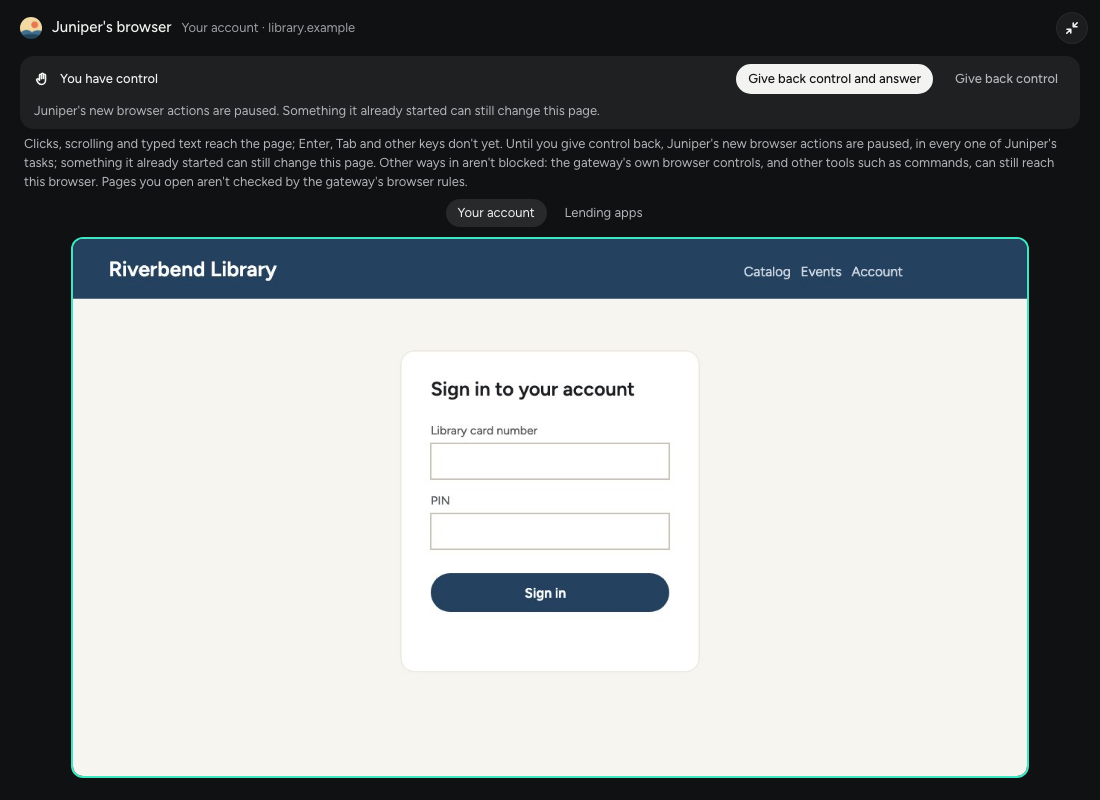 Juniper's browser Your account · library.example
You have control
Give back control and answer
Give back control
Juniper's new browser actions are paused. Something it already started can still change this page.
Clicks, scrolling and typed text reach the page; Enter, Tab and other keys don't yet. Until you give control back, Juniper's new browser actions are paused, in every one of Juniper's
tasks; something it already started can still change this page. Other ways in aren't blocked: the gateway's own browser controls, and other tools such as commands, can still reach
this browser. Pages you open aren't checked by the gateway's browser rules.
Your account
Lending apps
Riverbend Library
Catalog Events Account
Sign in to your account
Library card number
PIN
Sign in